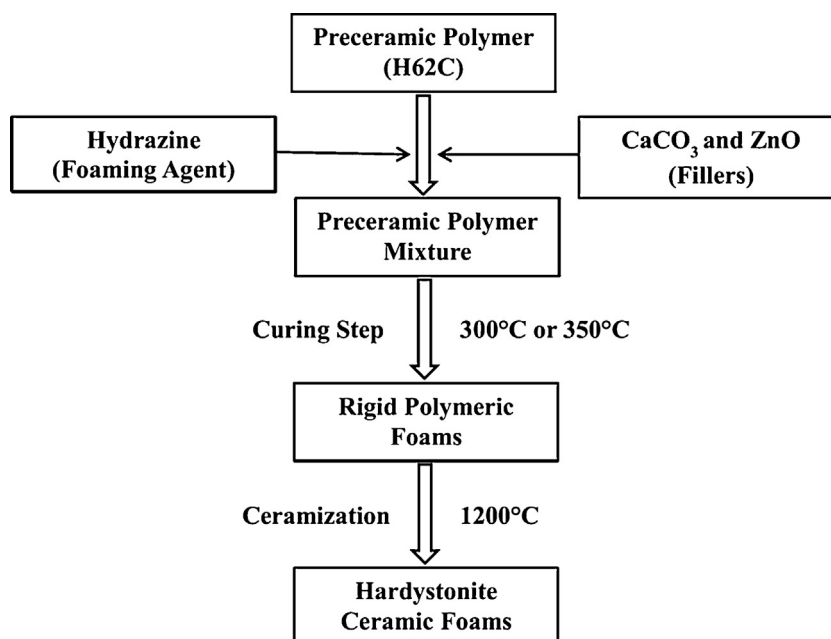 Preceramic Polymer
(H62C)
Hydrazine
(Foaming Agent)
CaCO₃ and ZnO
(Fillers)
Preceramic Polymer
Mixture
Curing Step 300°C or 350°C
Rigid Polymeric
Foams
Ceramization 1200°C
Hardystonite
Ceramic Foams